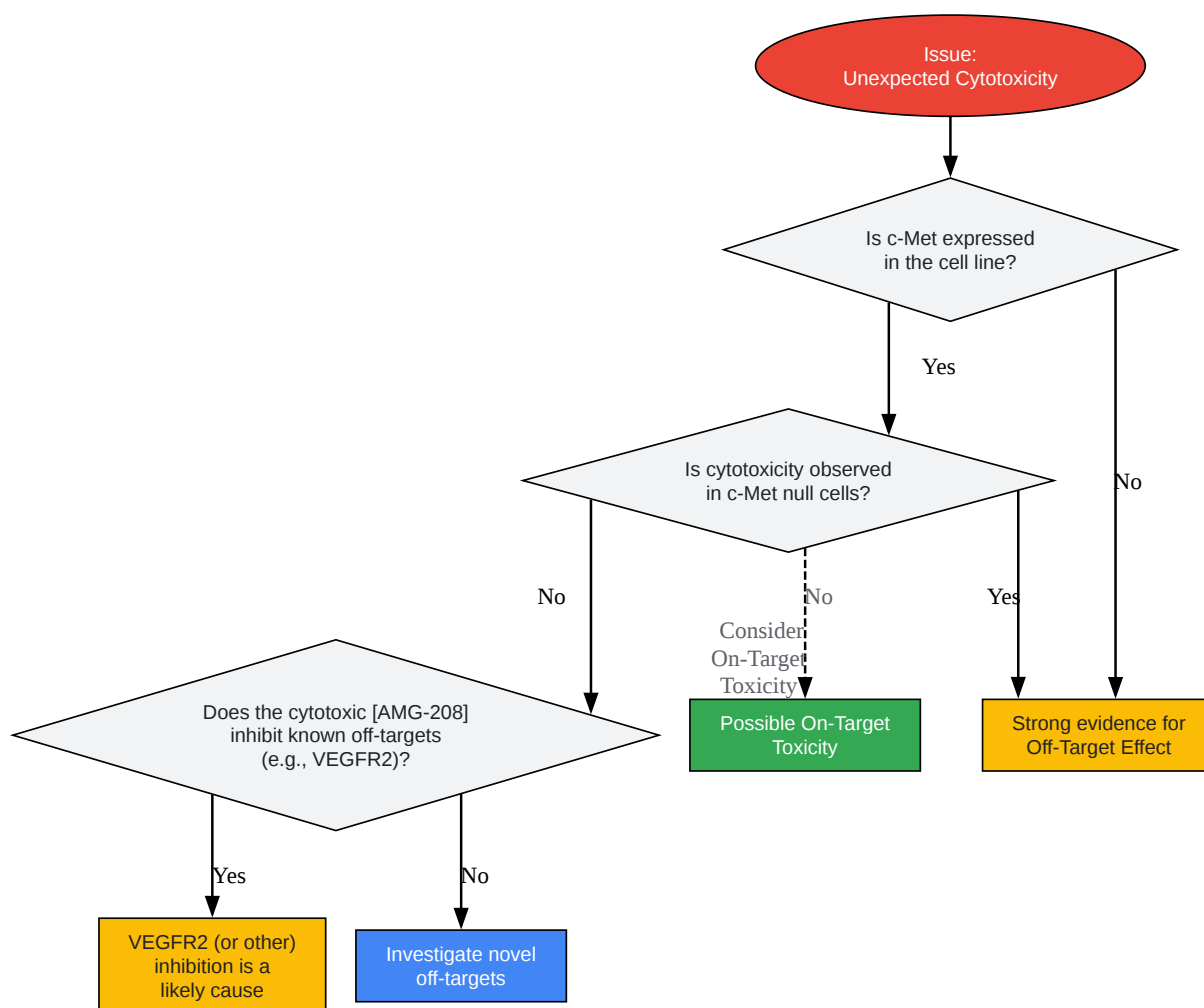 Issue:
Unexpected Cytotoxicity
Is c-Met expressed
in the cell line?
Yes
No
Is cytotoxicity observed
in c-Met null cells?
No
No
Consider
On-Target
Toxicity
Yes
Does the cytotoxic [AMG-208]
inhibit known off-targets
(e.g., VEGFR2)?
Possible On-Target
Toxicity
Strong evidence for
Off-Target Effect
Yes
No
VEGFR2 (or other)
inhibition is a
likely cause
Investigate novel
off-targets